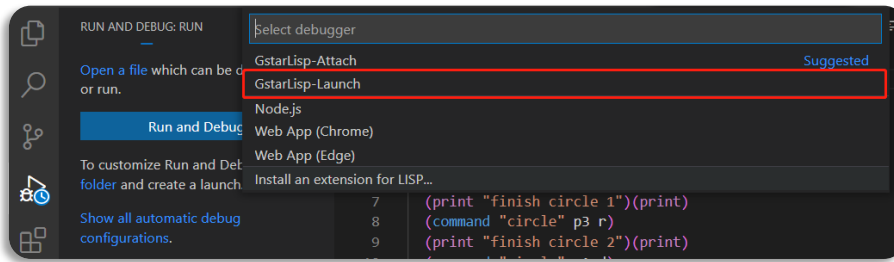 RUN AND DEBUG: RUN
Open a file which can be d
or run.
Run and Debug
To customize Run and Deb
folder and create a launch.
Show all automatic debug
configurations.
Select debugger
GstarLisp-Attach
Suggested
GstarLisp-Launch
Node.js
Web App (Chrome)
Web App (Edge)
Install an extension for LISP...
7 (print "finish circle 1")(print)
8 (command "circle" p3 r)
9 (print "finish circle 2")(print)